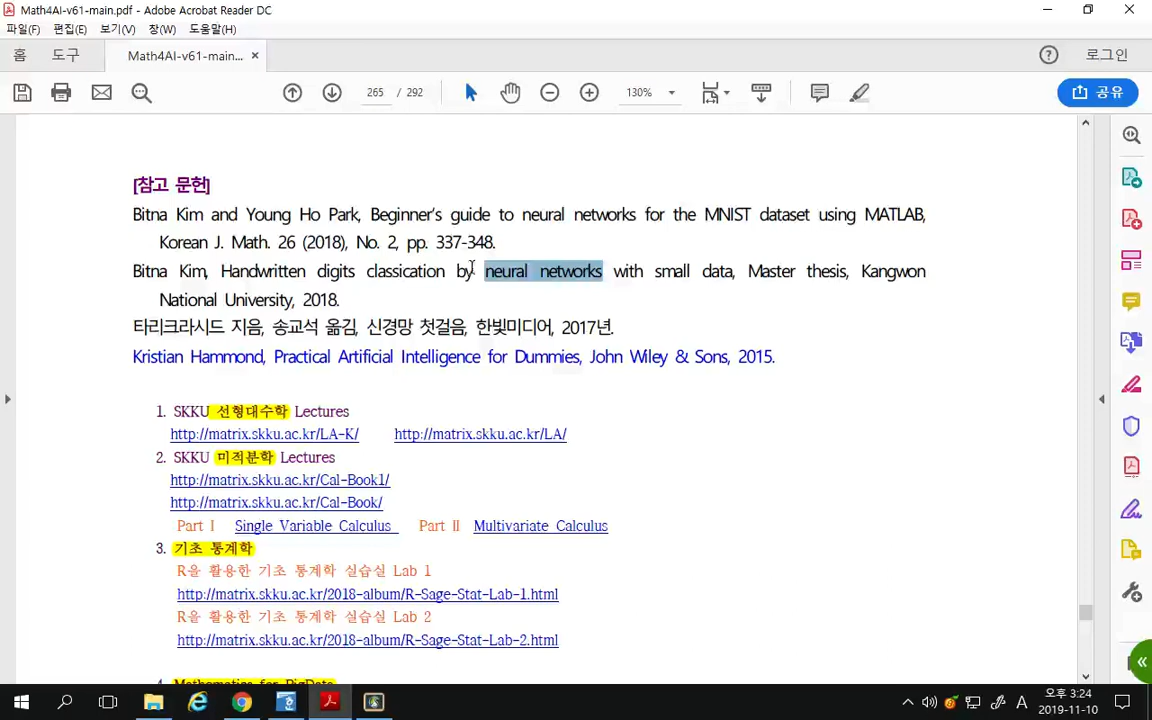 Math4AI-v61-main.pdf - Adobe Acrobat Reader DC
파일(F) 편집(E) 보기(V) 창(W) 도움말(H)
홈 도구 Math4AI-v61-main... × 로그인
265 / 292 130% 공유
[참고 문헌]
Bitna Kim and Young Ho Park, Beginner's guide to neural networks for the MNIST dataset using MATLAB,
Korean J. Math. 26 (2018), No. 2, pp. 337-348.
Bitna Kim, Handwritten digits classication by neural networks with small data, Master thesis, Kangwon
National University, 2018.
타리크라시드 지음, 송교석 옮김, 신경망 첫걸음, 한빛미디어, 2017년.
Kristian Hammond, Practical Artificial Intelligence for Dummies, John Wiley & Sons, 2015.
1. SKKU 선형대수학 Lectures
http://matrix.skku.ac.kr/LA-K/ http://matrix.skku.ac.kr/LA/
2. SKKU 미적분학 Lectures
http://matrix.skku.ac.kr/Cal-Book1/
http://matrix.skku.ac.kr/Cal-Book/
Part I Single Variable Calculus Part II Multivariate Calculus
3. 기초 통계학
R을 활용한 기초 통계학 실습실 Lab 1
http://matrix.skku.ac.kr/2018-album/R-Sage-Stat-Lab-1.html
R을 활용한 기초 통계학 실습실 Lab 2
http://matrix.skku.ac.kr/2018-album/R-Sage-Stat-Lab-2.html
4. Mathematics for BigData
A 오후 3:24
2019-11-10